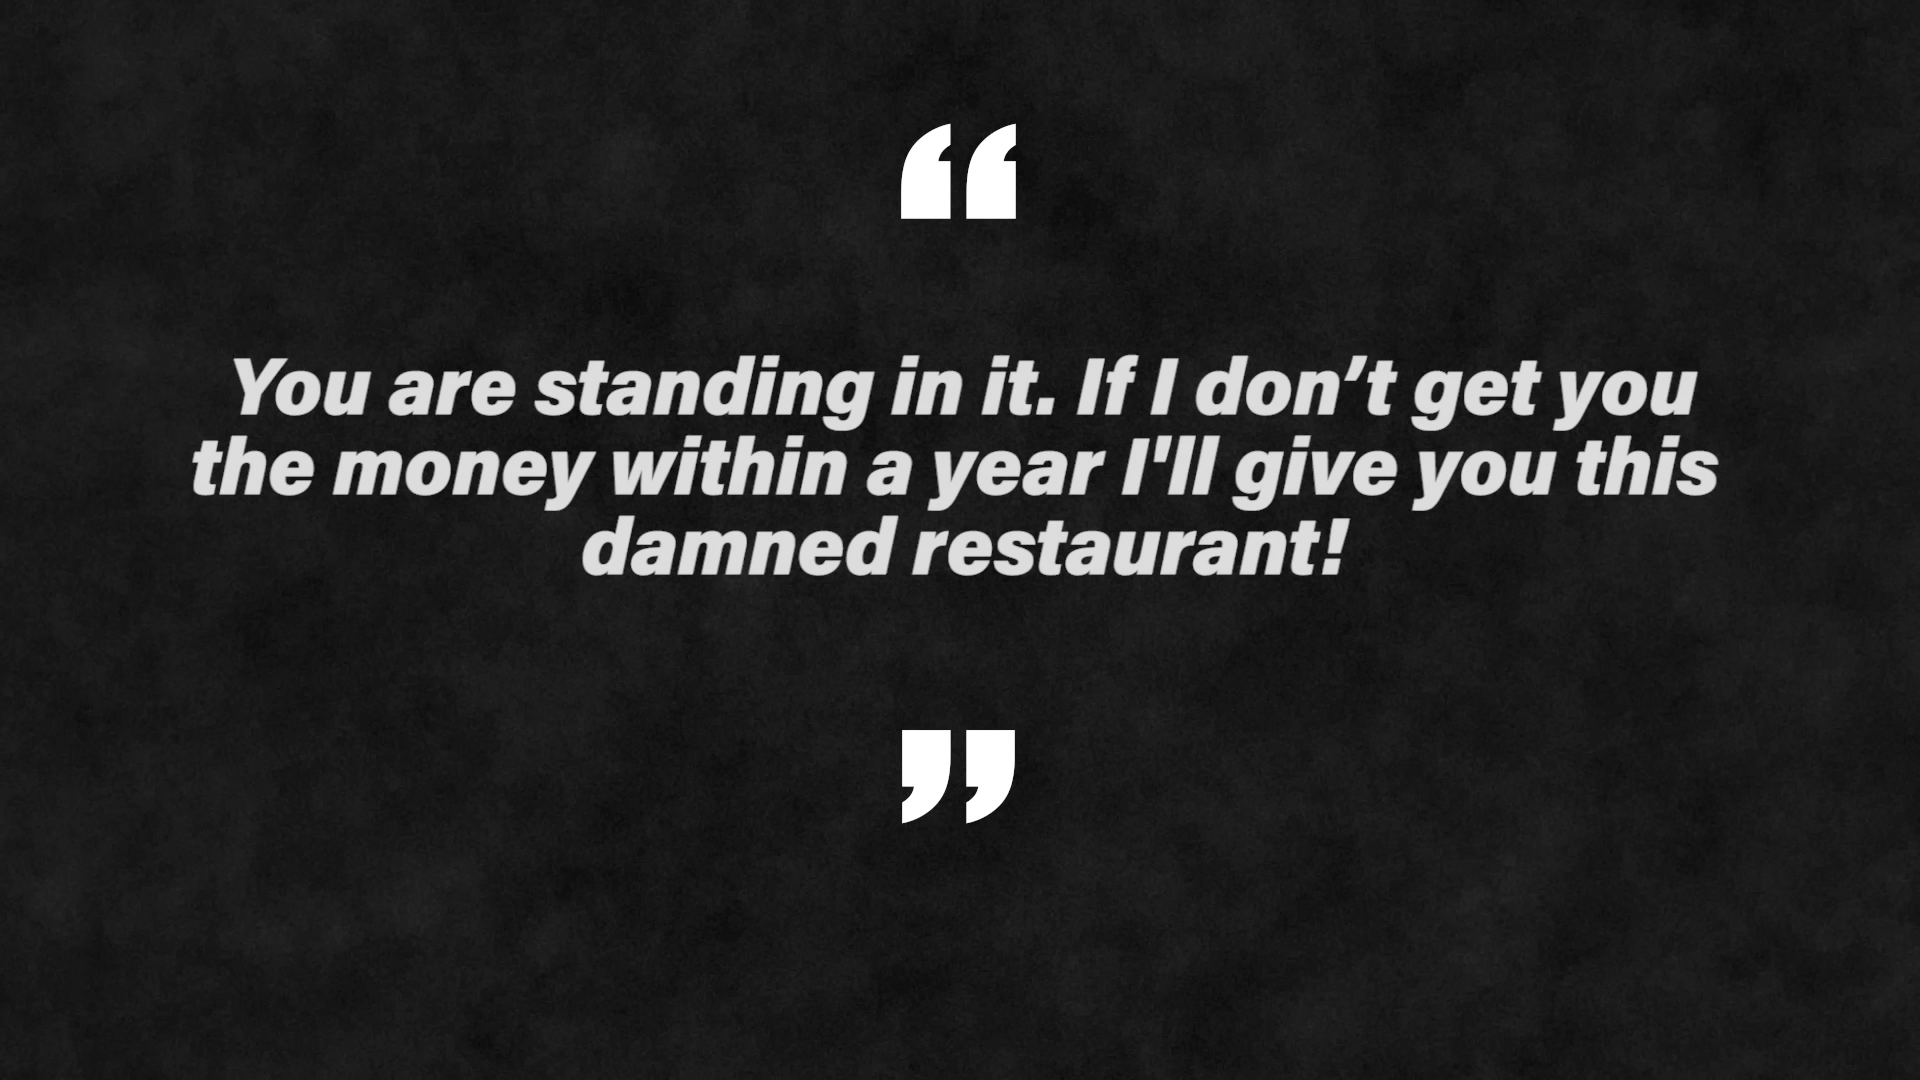 “
You are standing in it. If I don’t get you
the money within a year I'll give you this
damned restaurant!
”